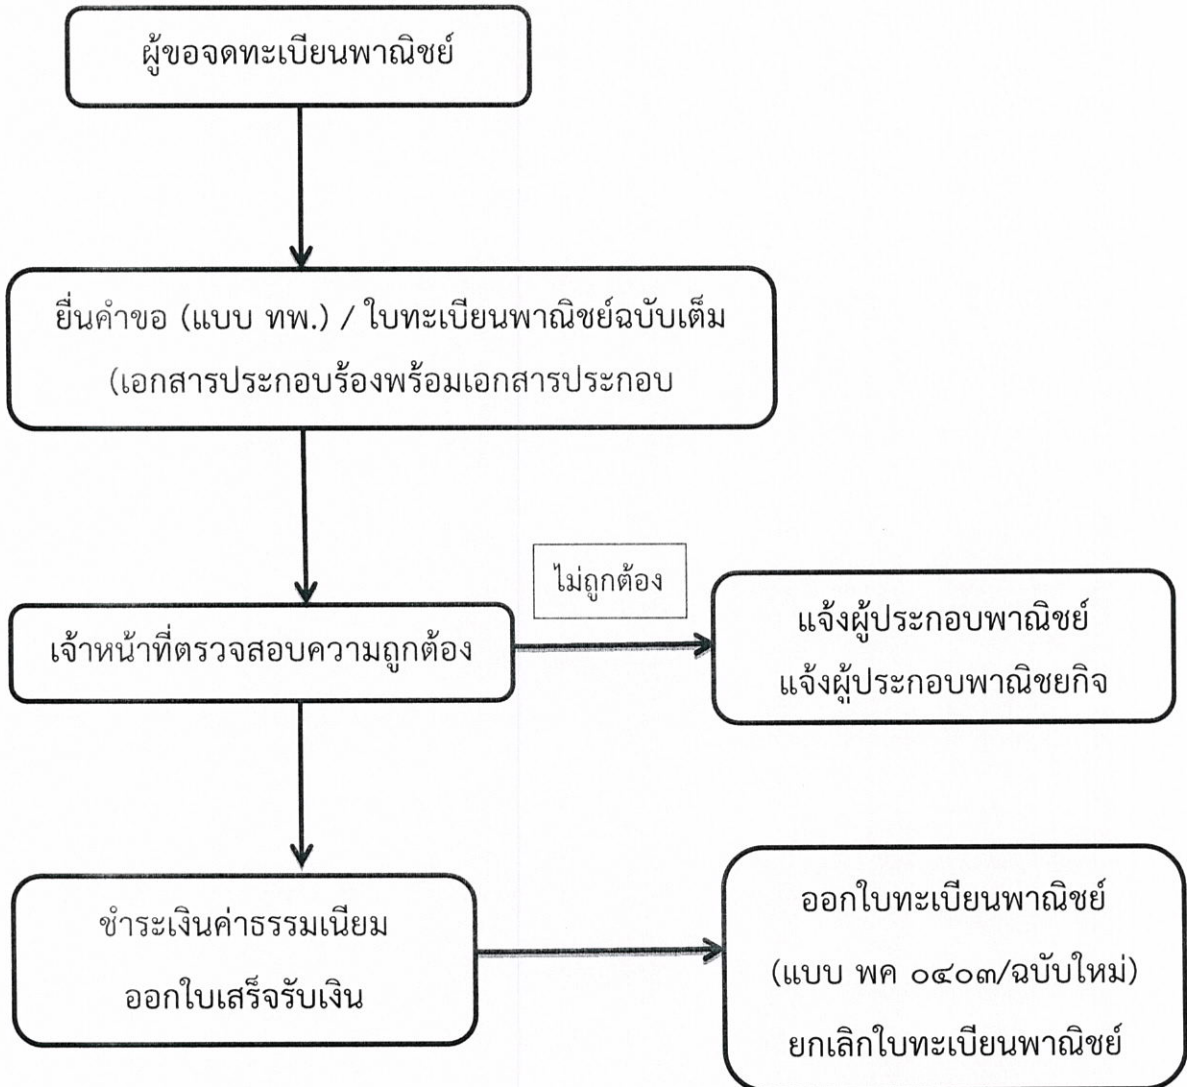 ผู้ขอจดทะเบียนพาณิชย์
ยื่นคำขอ (แบบ ทพ.) / ใบทะเบียนพาณิชย์ฉบับเต็ม
(เอกสารประกอบร้องพร้อมเอกสารประกอบ
ไม่ถูกต้อง
เจ้าหน้าที่ตรวจสอบความถูกต้อง
แจ้งผู้ประกอบพาณิชย์
แจ้งผู้ประกอบพาณิชยกิจ
ชำระเงินค่าธรรมเนียม
ออกใบเสร็จรับเงิน
ออกใบทะเบียนพาณิชย์
(แบบ พค ๐๔๐๓/ฉบับใหม่)
ยกเลิกใบทะเบียนพาณิชย์